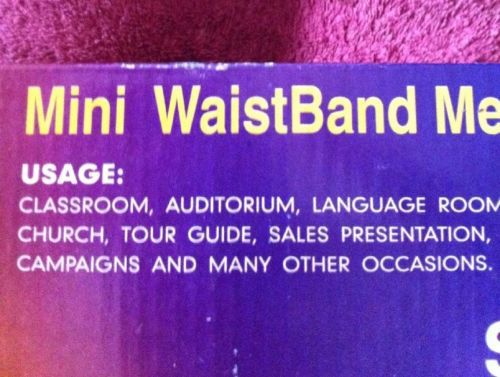 Mini WaistBand Me
USAGE:
CLASSROOM, AUDITORIUM, LANGUAGE ROOM
CHURCH, TOUR GUIDE, SALES PRESENTATION,
CAMPAIGNS AND MANY OTHER OCCASIONS.
S